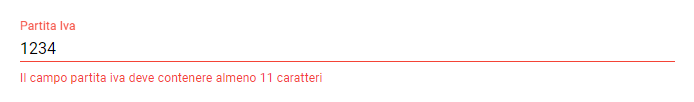 Partita Iva
1234
Il campo partita iva deve contenere almeno 11 caratteri